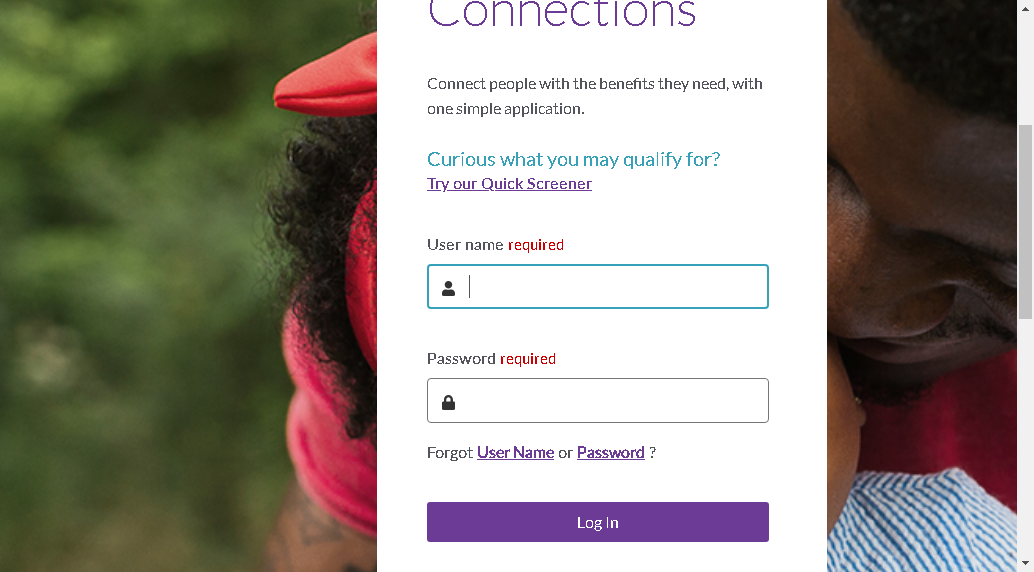 Connections
Connect people with the benefits they need, with
one simple application.
Curious what you may qualify for?
Try our Quick Screener
User name required
Password required
Forgot User Name or Password ?
Log In